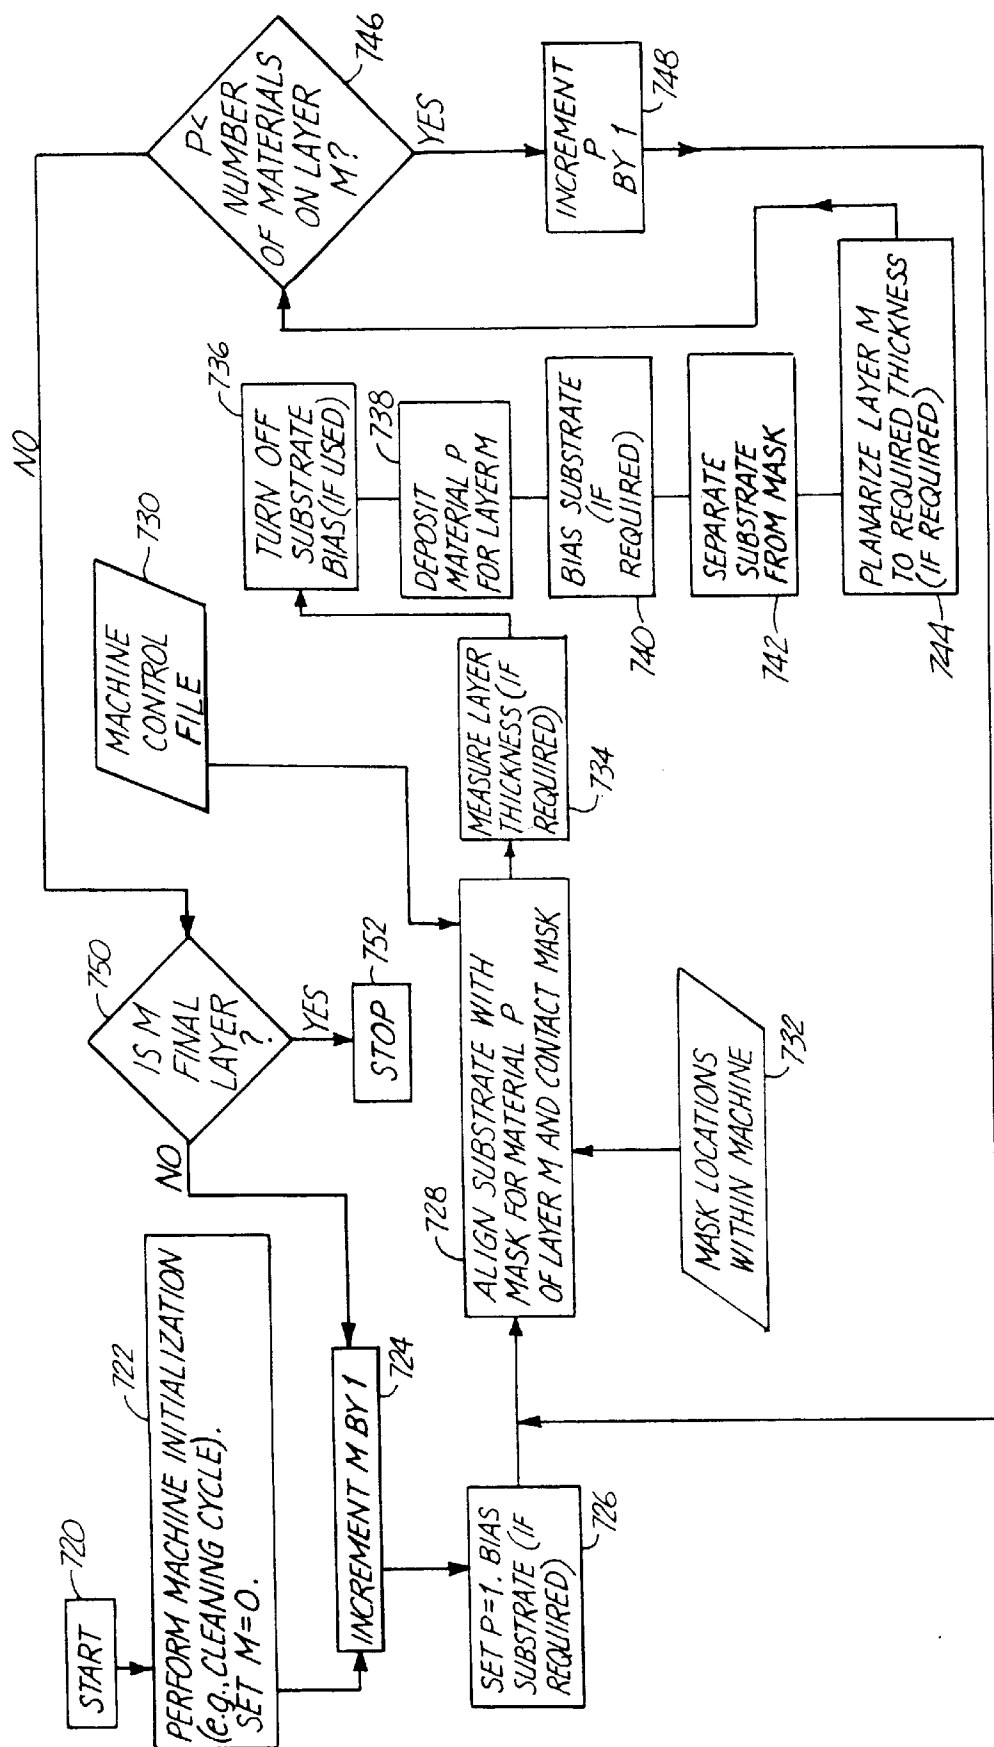 START
720
PERFORM MACHINE INITIALIZATION
(e.g., CLEANING CYCLE).
SET M=0.
722
INCREMENT M BY 1
724
SET P=1. BIAS
SUBSTRATE (IF
REQUIRED)
726
ALIGN SUBSTRATE WITH
MASK FOR MATERIAL P
OF LAYER M AND CONTACT MASK
728
MACHINE
CONTROL
FILE
730
MASK LOCATIONS
WITHIN MACHINE
732
MEASURE LAYER
THICKNESS (IF
REQUIRED)
734
TURN OFF
SUBSTRATE
BIAS (IF USED)
736
DEPOSIT
MATERIAL P
FOR LAYER M
738
BIAS SUBSTRATE
(IF
REQUIRED)
740
SEPARATE
SUBSTRATE
FROM MASK
742
PLANARIZE LAYER M
TO REQUIRED THICKNESS
(IF REQUIRED)
744
P<
NUMBER
OF MATERIALS
ON LAYER
M?
746
YES
INCREMENT
P
BY 1
748
NO
IS M
FINAL
LAYER
?
750
YES
STOP
752
NO